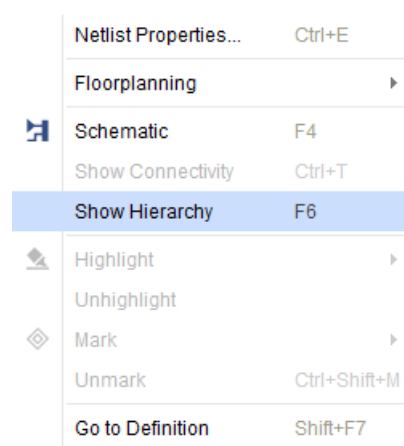 Netlist Properties... Ctrl+E
Floorplanning
Schematic F4
Show Connectivity Ctrl+T
Show Hierarchy F6
Highlight
Unhighlight
Mark
Unmark Ctrl+Shift+M
Go to Definition Shift+F7